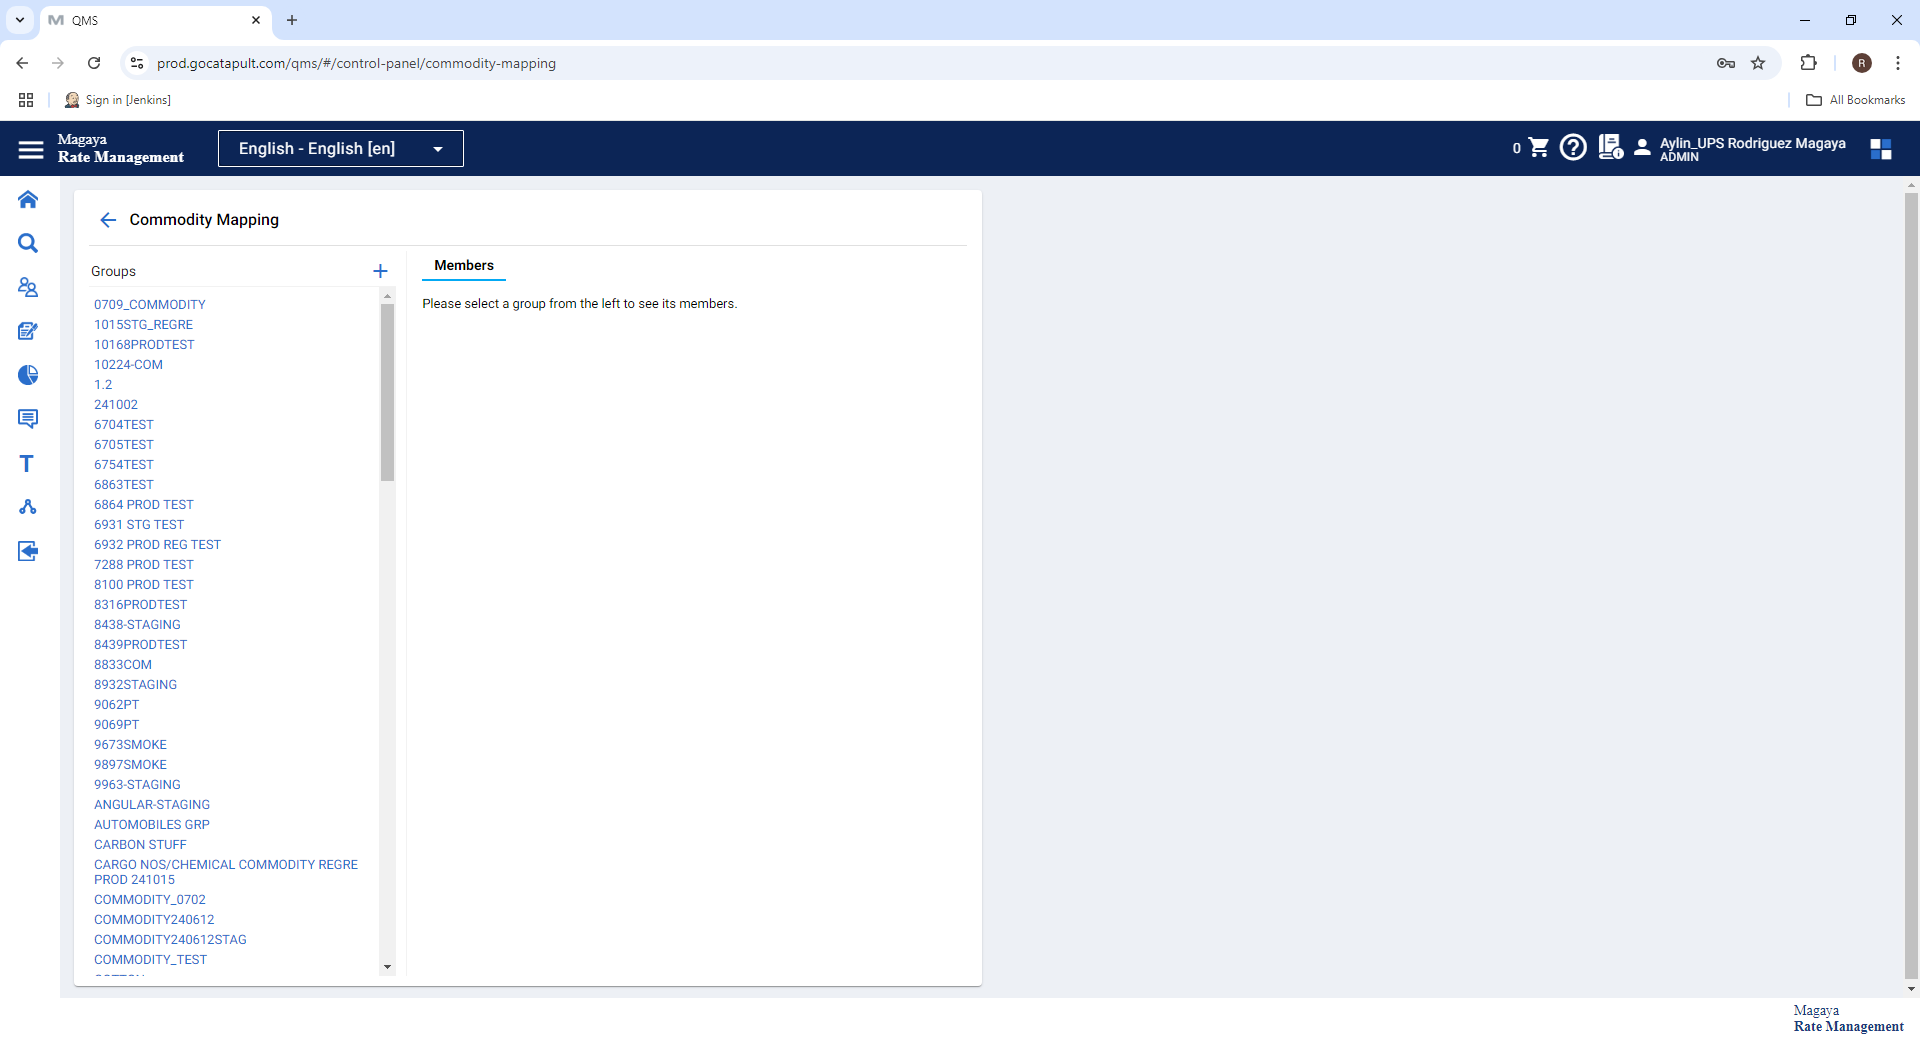 QMS
prod.gocatapult.com/qms/#/control-panel/commodity-mapping
R
Sign in [Jenkins]
All Bookmarks
Magaya
Rate Management
English - English [en]
0
Aylin_UPS Rodriguez Magaya
ADMIN
Commodity Mapping
Groups
Members
Please select a group from the left to see its members.
0709_COMMODITY
1015STG_REGRE
10168PRODTEST
10224-COM
1.2
241002
6704TEST
6705TEST
6754TEST
6863TEST
6864 PROD TEST
6931 STG TEST
6932 PROD REG TEST
7288 PROD TEST
8100 PROD TEST
8316PRODTEST
8438-STAGING
8439PRODTEST
8833COM
8932STAGING
9062PT
9069PT
9673SMOKE
9897SMOKE
9963-STAGING
ANGULAR-STAGING
AUTOMOBILES GRP
CARBON STUFF
CARGO NOS/CHEMICAL COMMODITY REGRE
PROD 241015
COMMODITY_0702
COMMODITY240612
COMMODITY240612STAG
COMMODITY_TEST
Magaya
Rate Management